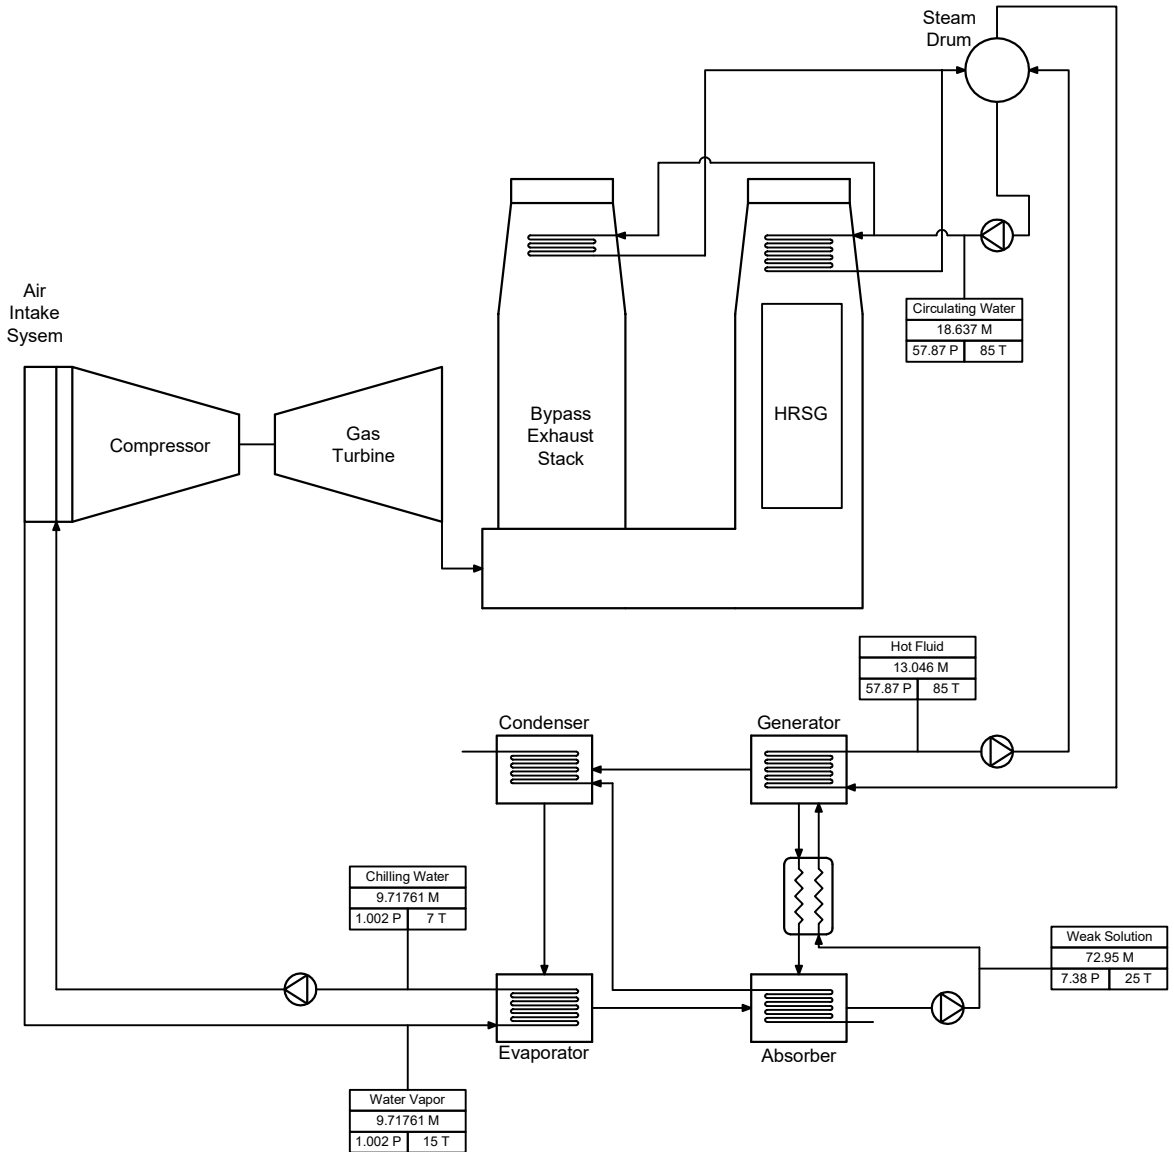 Steam
Drum
Air
Intake
Sysem
Circulating Water
18.637 M
57.87 P 85 T
Compressor
Gas
Turbine
Bypass
Exhaust
Stack
HRSG
Hot Fluid
13.046 M
57.87 P 85 T
Condenser
Generator
Chilling Water
9.71761 M
1.002 P 7 T
Weak Solution
72.95 M
7.38 P 25 T
Evaporator
Absorber
Water Vapor
9.71761 M
1.002 P 15 T